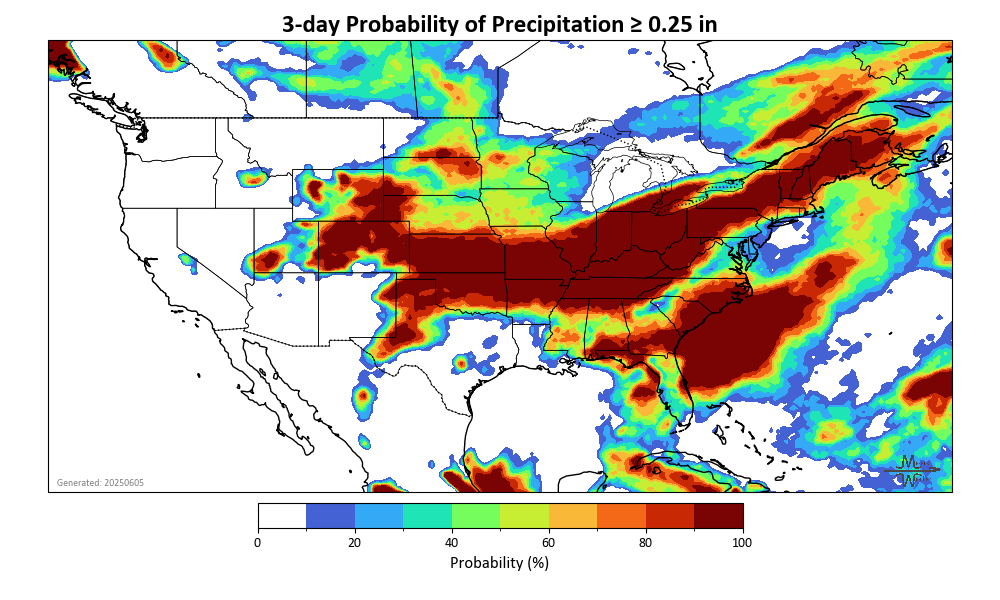 3-day Probability of Precipitation ≥ 0.25 in
Generated: 20250605
0 20 40 60 80 100
Probability (%)